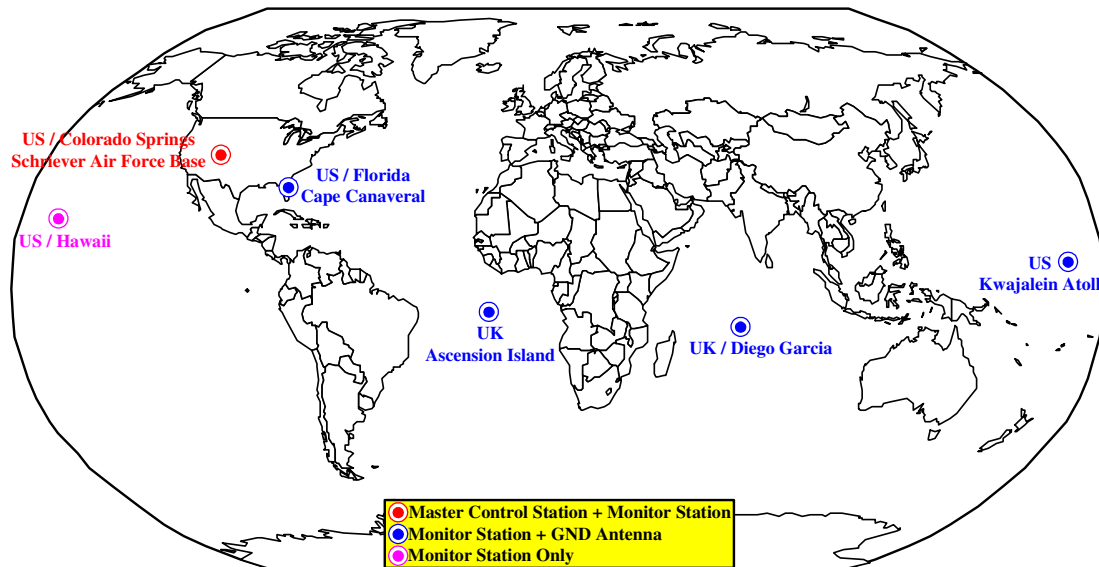 US / Colorado Springs
Schriever Air Force Base
US / Florida
Cape Canaveral
US / Hawaii
US
Kwajalein Atoll
UK
Ascension Island
UK / Diego Garcia
Master Control Station + Monitor Station
Monitor Station + GND Antenna
Monitor Station Only